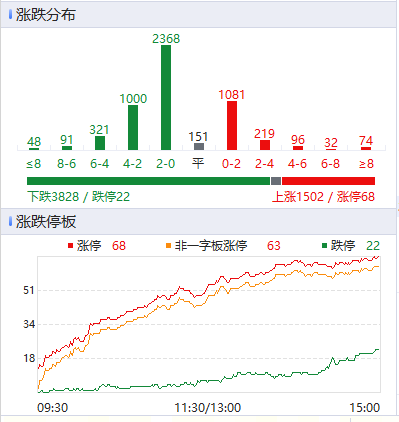 涨跌分布
48 91 321 1000 2368 151 1081 219 96 32 74
≤8 8-6 6-4 4-2 2-0 平 0-2 2-4 4-6 6-8 ≥8
下跌3828 / 跌停22 上涨1502 / 涨停68
涨跌停板
涨停 68 非一字板涨停 63 跌停 22
51
34
18
09:30 11:30/13:00 15:00